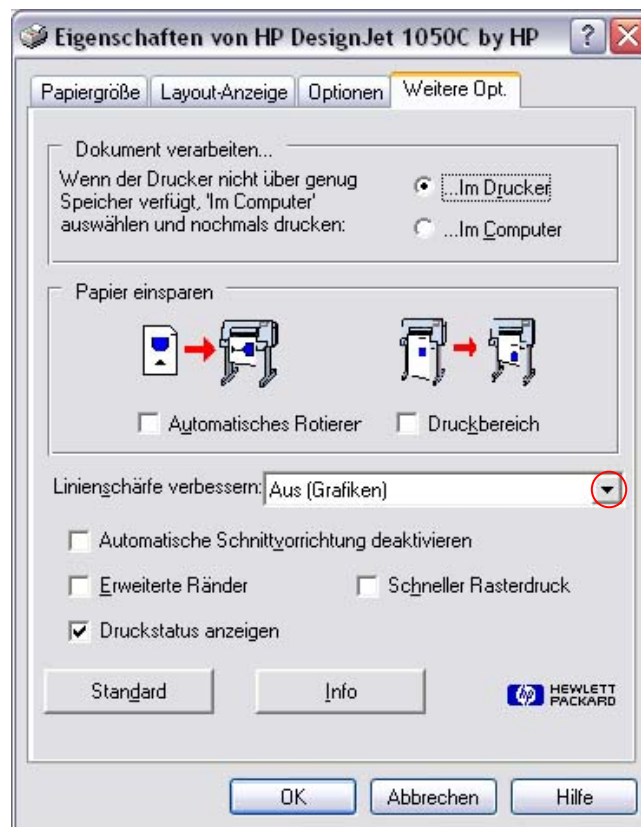 Eigenschaften von HP DesignJet 1050C by HP
Papiergröße Layout-Anzeige Optionen Weitere Opt.
Dokument verarbeiten...
Wenn der Drucker nicht über genug
Speicher verfügt, 'Im Computer'
auswählen und nochmals drucken:
...Im Drucker
...Im Computer
Papier einsparen
Automatisches Rotierer
Druckbereich
Linienschärfe verbessern: Aus (Grafiken)
Automatische Schnittvorrichtung deaktivieren
Erweiterte Ränder
Schneller Rasterdruck
Druckstatus anzeigen
Standard
Info
hp HEWLETT
PACKARD
OK
Abbrechen
Hilfe